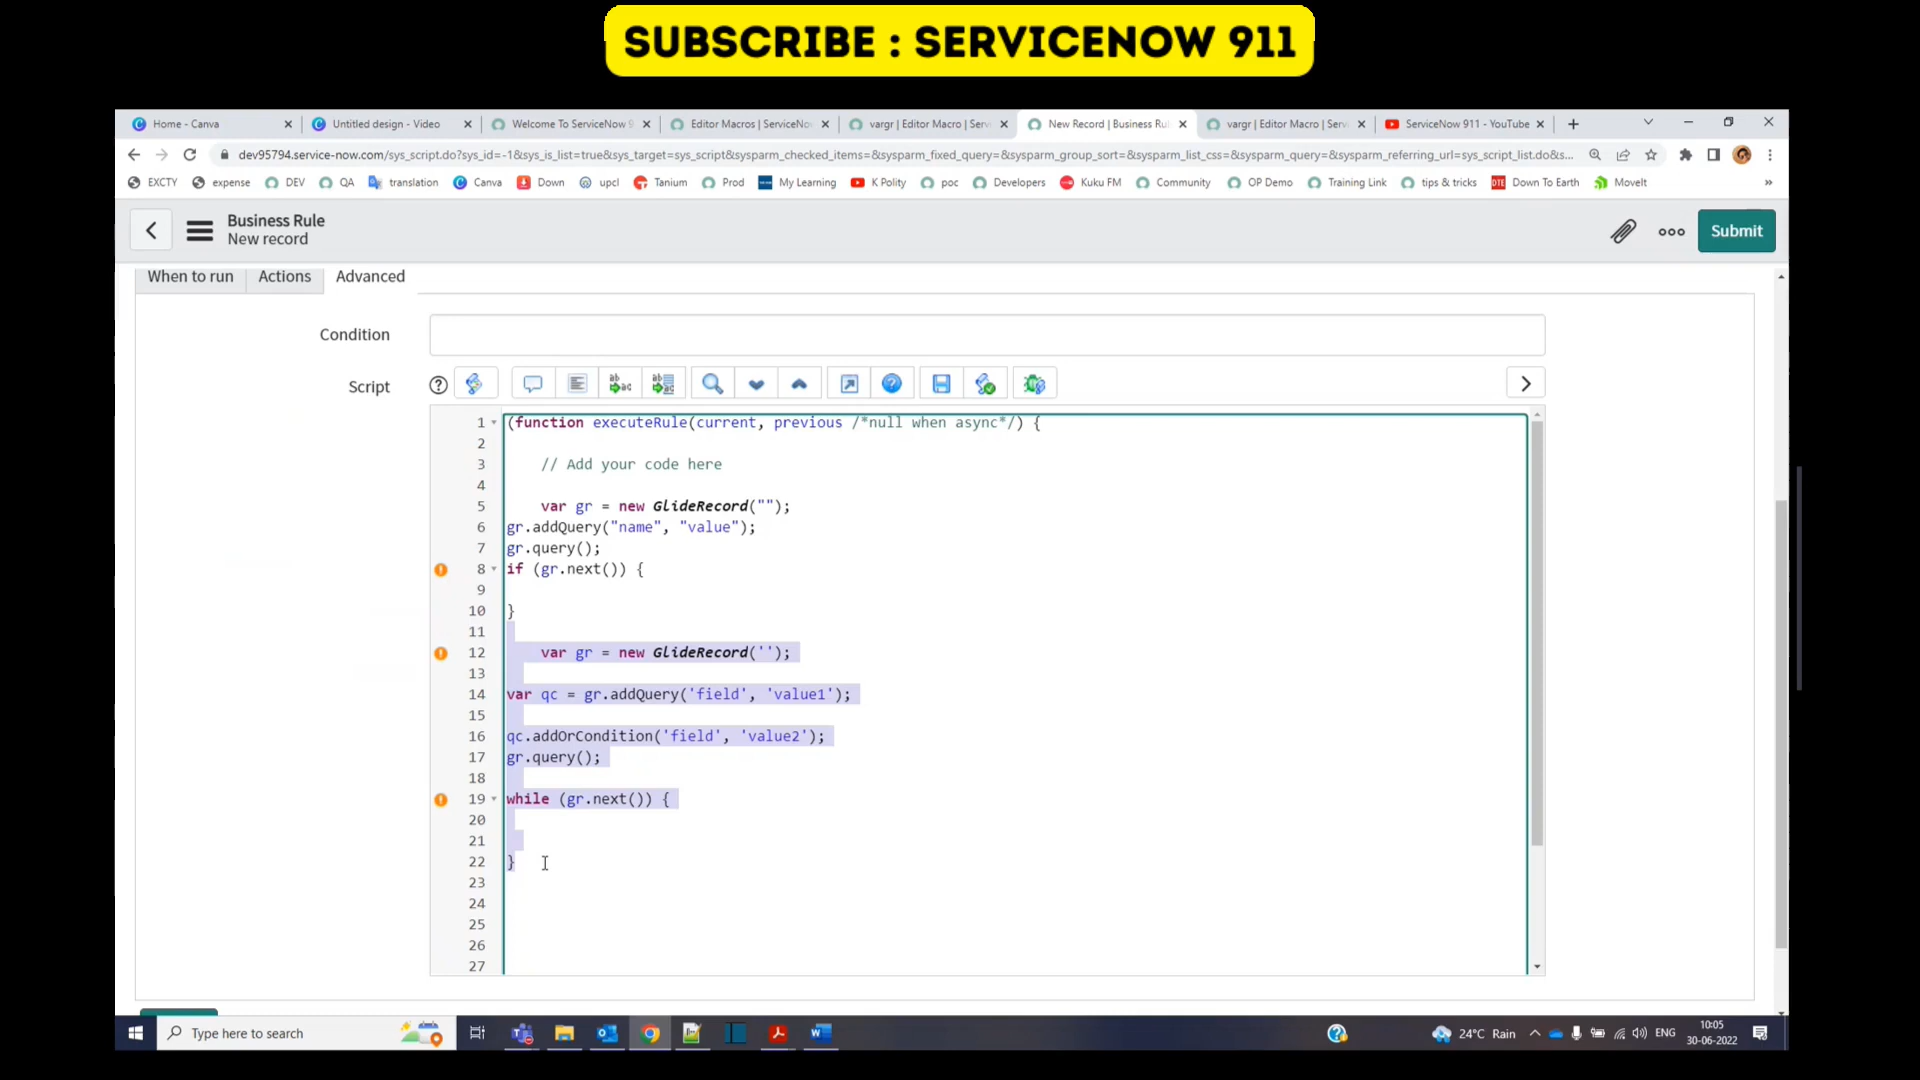 SUBSCRIBE : SERVICENOW 911
Home - Canva
Untitled design - Video
Welcome To ServiceNow 9
Editor Macros | ServiceNo
vargr | Editor Macro | Serv
New Record | Business Rul
vargr | Editor Macro | Serv
ServiceNow 911 - YouTube
dev95794.service-now.com/sys_script.do?sys_id=-1&sys_is_list=true&sys_target=sys_script&sysparm_checked_items=&sysparm_fixed_query=&sysparm_group_sort=&sysparm_list_css=&sysparm_query=&sysparm_referring_url=sys_script_list.do&s...
EXCTY expense DEV QA translation Canva Down upcl Tanium Prod My Learning K Polity poc Developers Kuku FM Community OP Demo Training Link tips & tricks DTE Down To Earth MoveIt »
Business Rule
New record
Submit
When to run Actions Advanced
Condition
Script
1 (function executeRule(current, previous /*null when async*/) {
2
3 // Add your code here
4
5 var gr = new GlideRecord("");
6 gr.addQuery("name", "value");
7 gr.query();
8 if (gr.next()) {
9
10 }
11
12 var gr = new GlideRecord('');
13
14 var qc = gr.addQuery('field', 'value1');
15
16 qc.addOrCondition('field', 'value2');
17 gr.query();
18
19 while (gr.next()) {
20
21
22 }
23
24
25
26
27
Type here to search
24°C Rain
ENG
10:05
30-06-2022